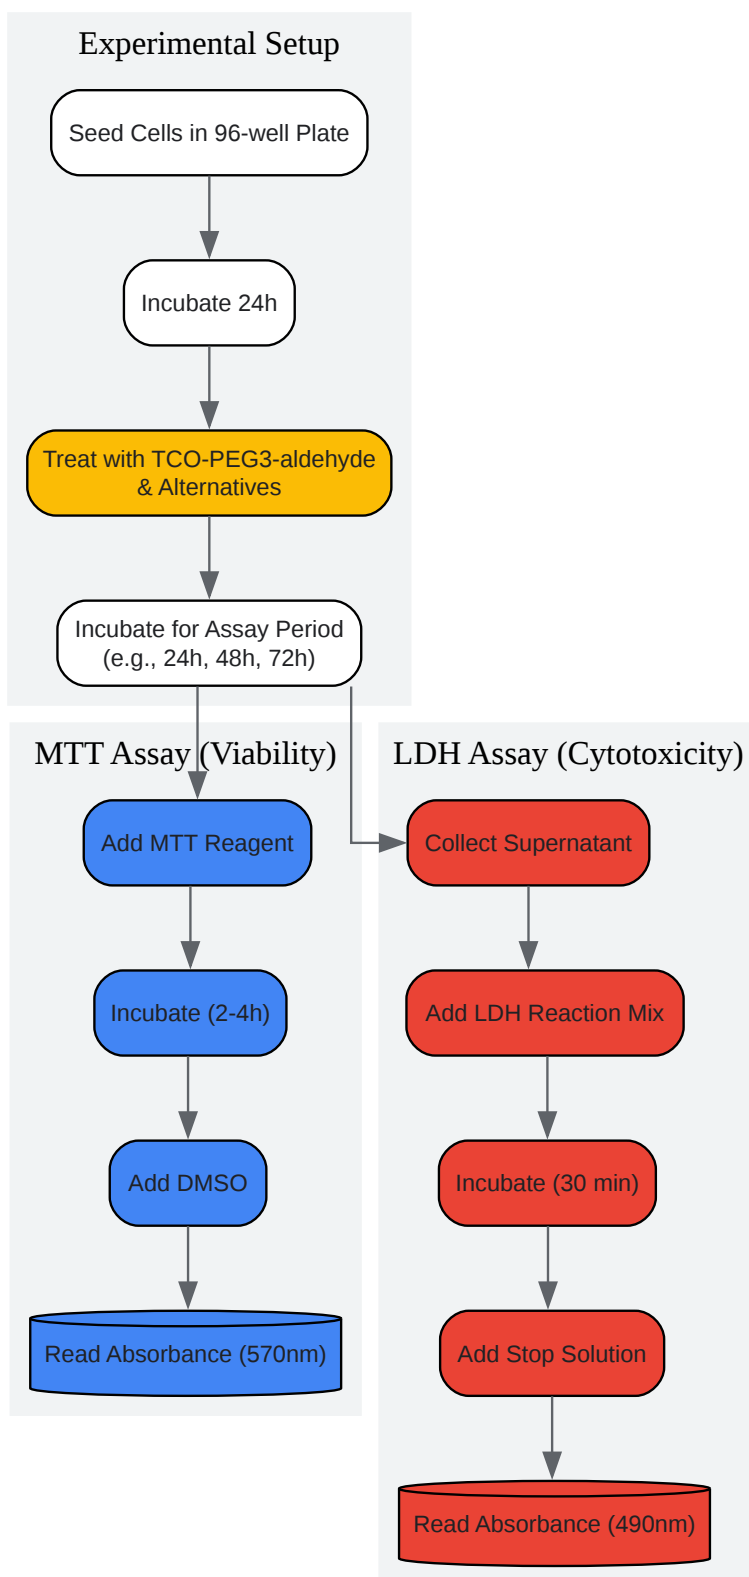 Experimental Setup
Seed Cells in 96-well Plate
Incubate 24h
Treat with TCO-PEG3-aldehyde
& Alternatives
Incubate for Assay Period
(e.g., 24h, 48h, 72h)
MTT Assay (Viability)
Add MTT Reagent
Incubate (2-4h)
Add DMSO
Read Absorbance (570nm)
LDH Assay (Cytotoxicity)
Collect Supernatant
Add LDH Reaction Mix
Incubate (30 min)
Add Stop Solution
Read Absorbance (490nm)